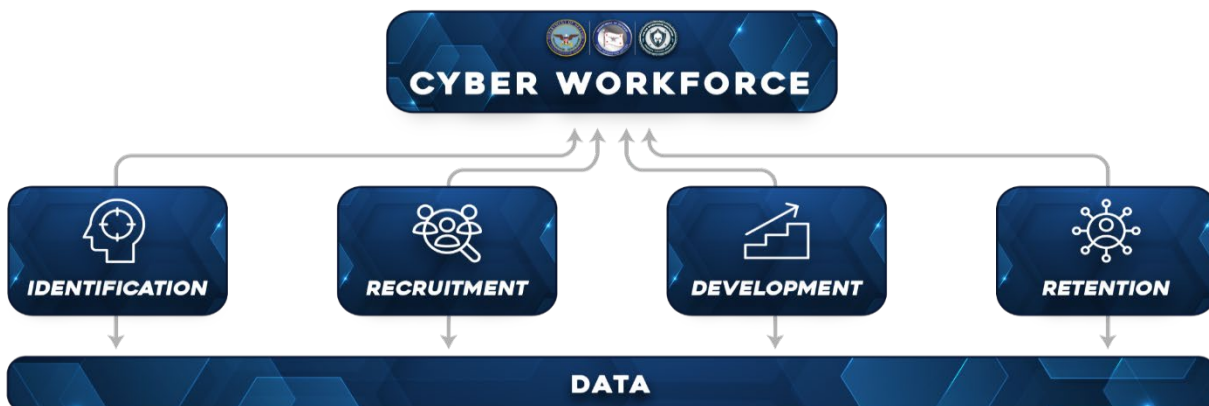 CYBER WORKFORCE
IDENTIFICATION
RECRUITMENT
DEVELOPMENT
RETENTION
DATA